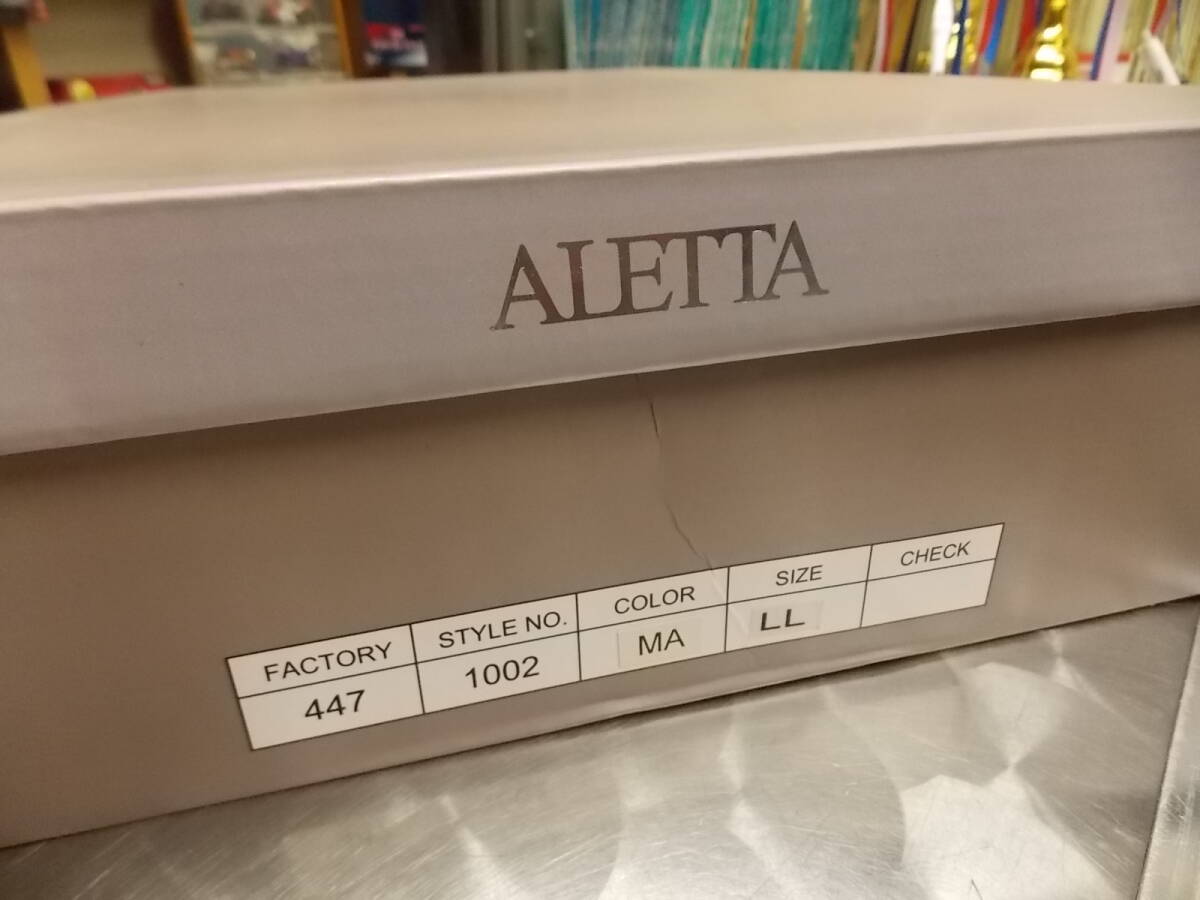 ALETTA
FACTORY STYLE NO. COLOR SIZE CHECK
447 1002 MA LL